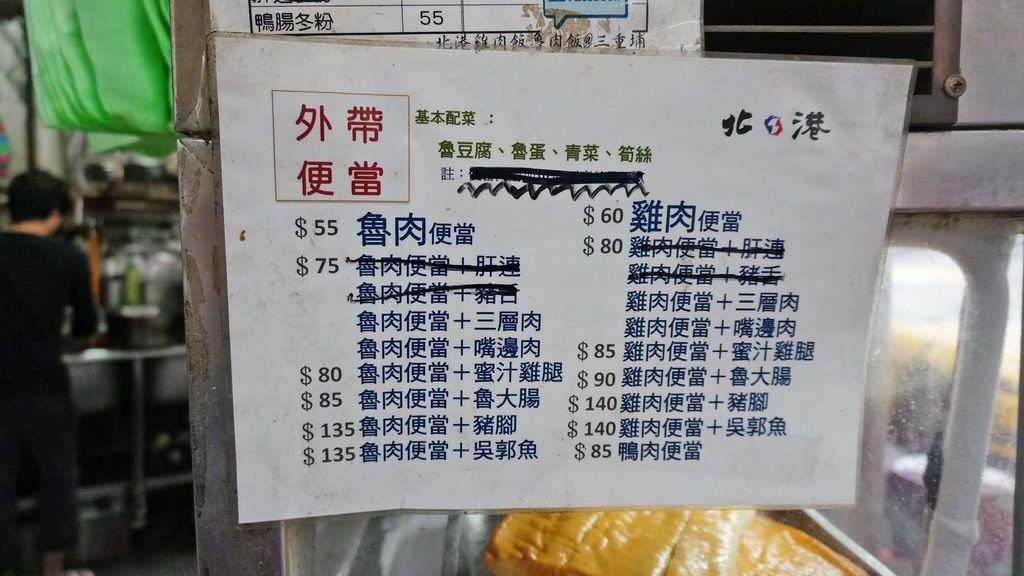 鴨腸冬粉 55
北港雞肉飯魯肉飯@三重埔
外帶
便當
基本配菜：
魯豆腐、魯蛋、青菜、筍絲
註：
北港
$55 魯肉便當
$75 魯肉便當＋肝連
魯肉便當＋豬舌
魯肉便當＋三層肉
魯肉便當＋嘴邊肉
$80 魯肉便當＋蜜汁雞腿
$85 魯肉便當＋魯大腸
$135 魯肉便當＋豬腳
$135 魯肉便當＋吳郭魚
$60 雞肉便當
$80 雞肉便當＋肝連
雞肉便當＋豬舌
雞肉便當＋三層肉
雞肉便當＋嘴邊肉
$85 雞肉便當＋蜜汁雞腿
$90 雞肉便當＋魯大腸
$140 雞肉便當＋豬腳
$140 雞肉便當＋吳郭魚
$85 鴨肉便當